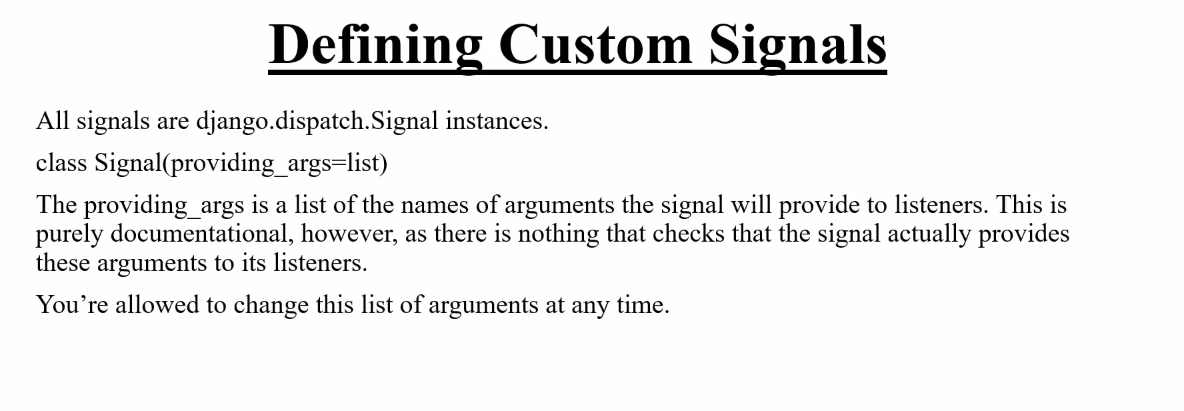 Defining Custom Signals
All signals are django.dispatch.Signal instances.
class Signal(providing_args=list)
The providing_args is a list of the names of arguments the signal will provide to listeners. This is
purely documentational, however, as there is nothing that checks that the signal actually provides
these arguments to its listeners.
You’re allowed to change this list of arguments at any time.